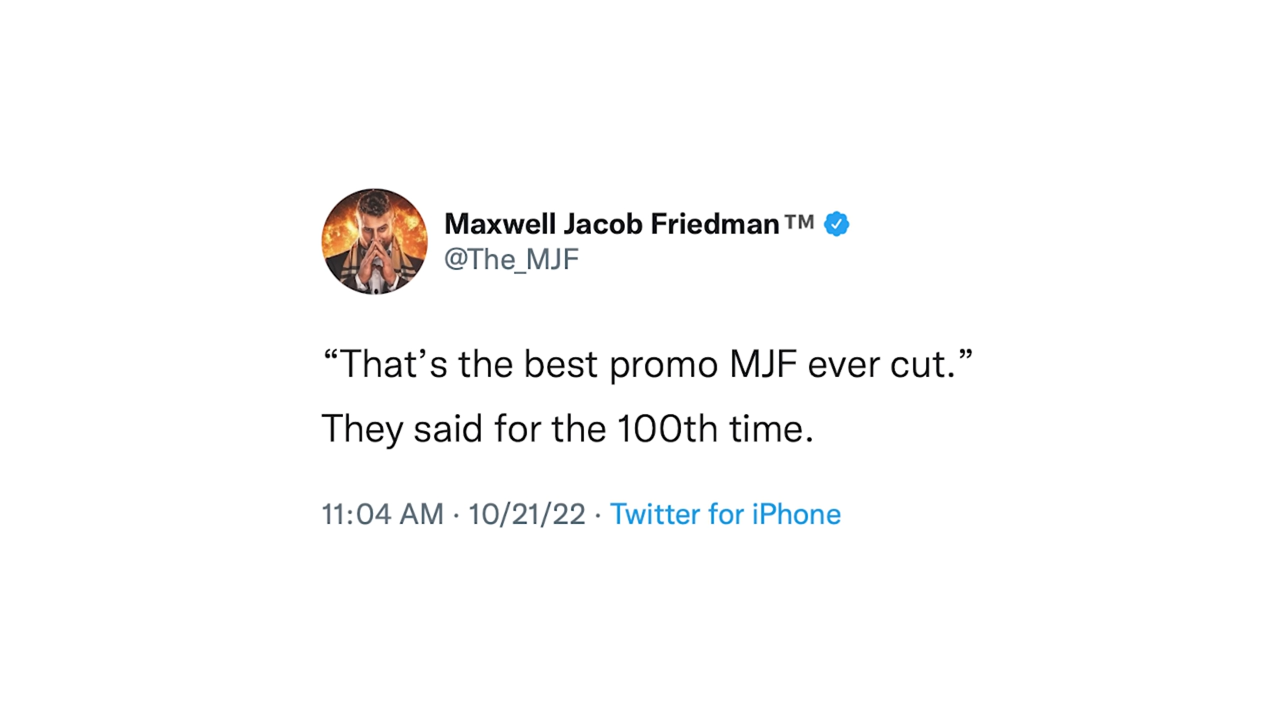 Maxwell Jacob Friedman™
@The_MJF
“That’s the best promo MJF ever cut.”
They said for the 100th time.
11:04 AM · 10/21/22 · Twitter for iPhone